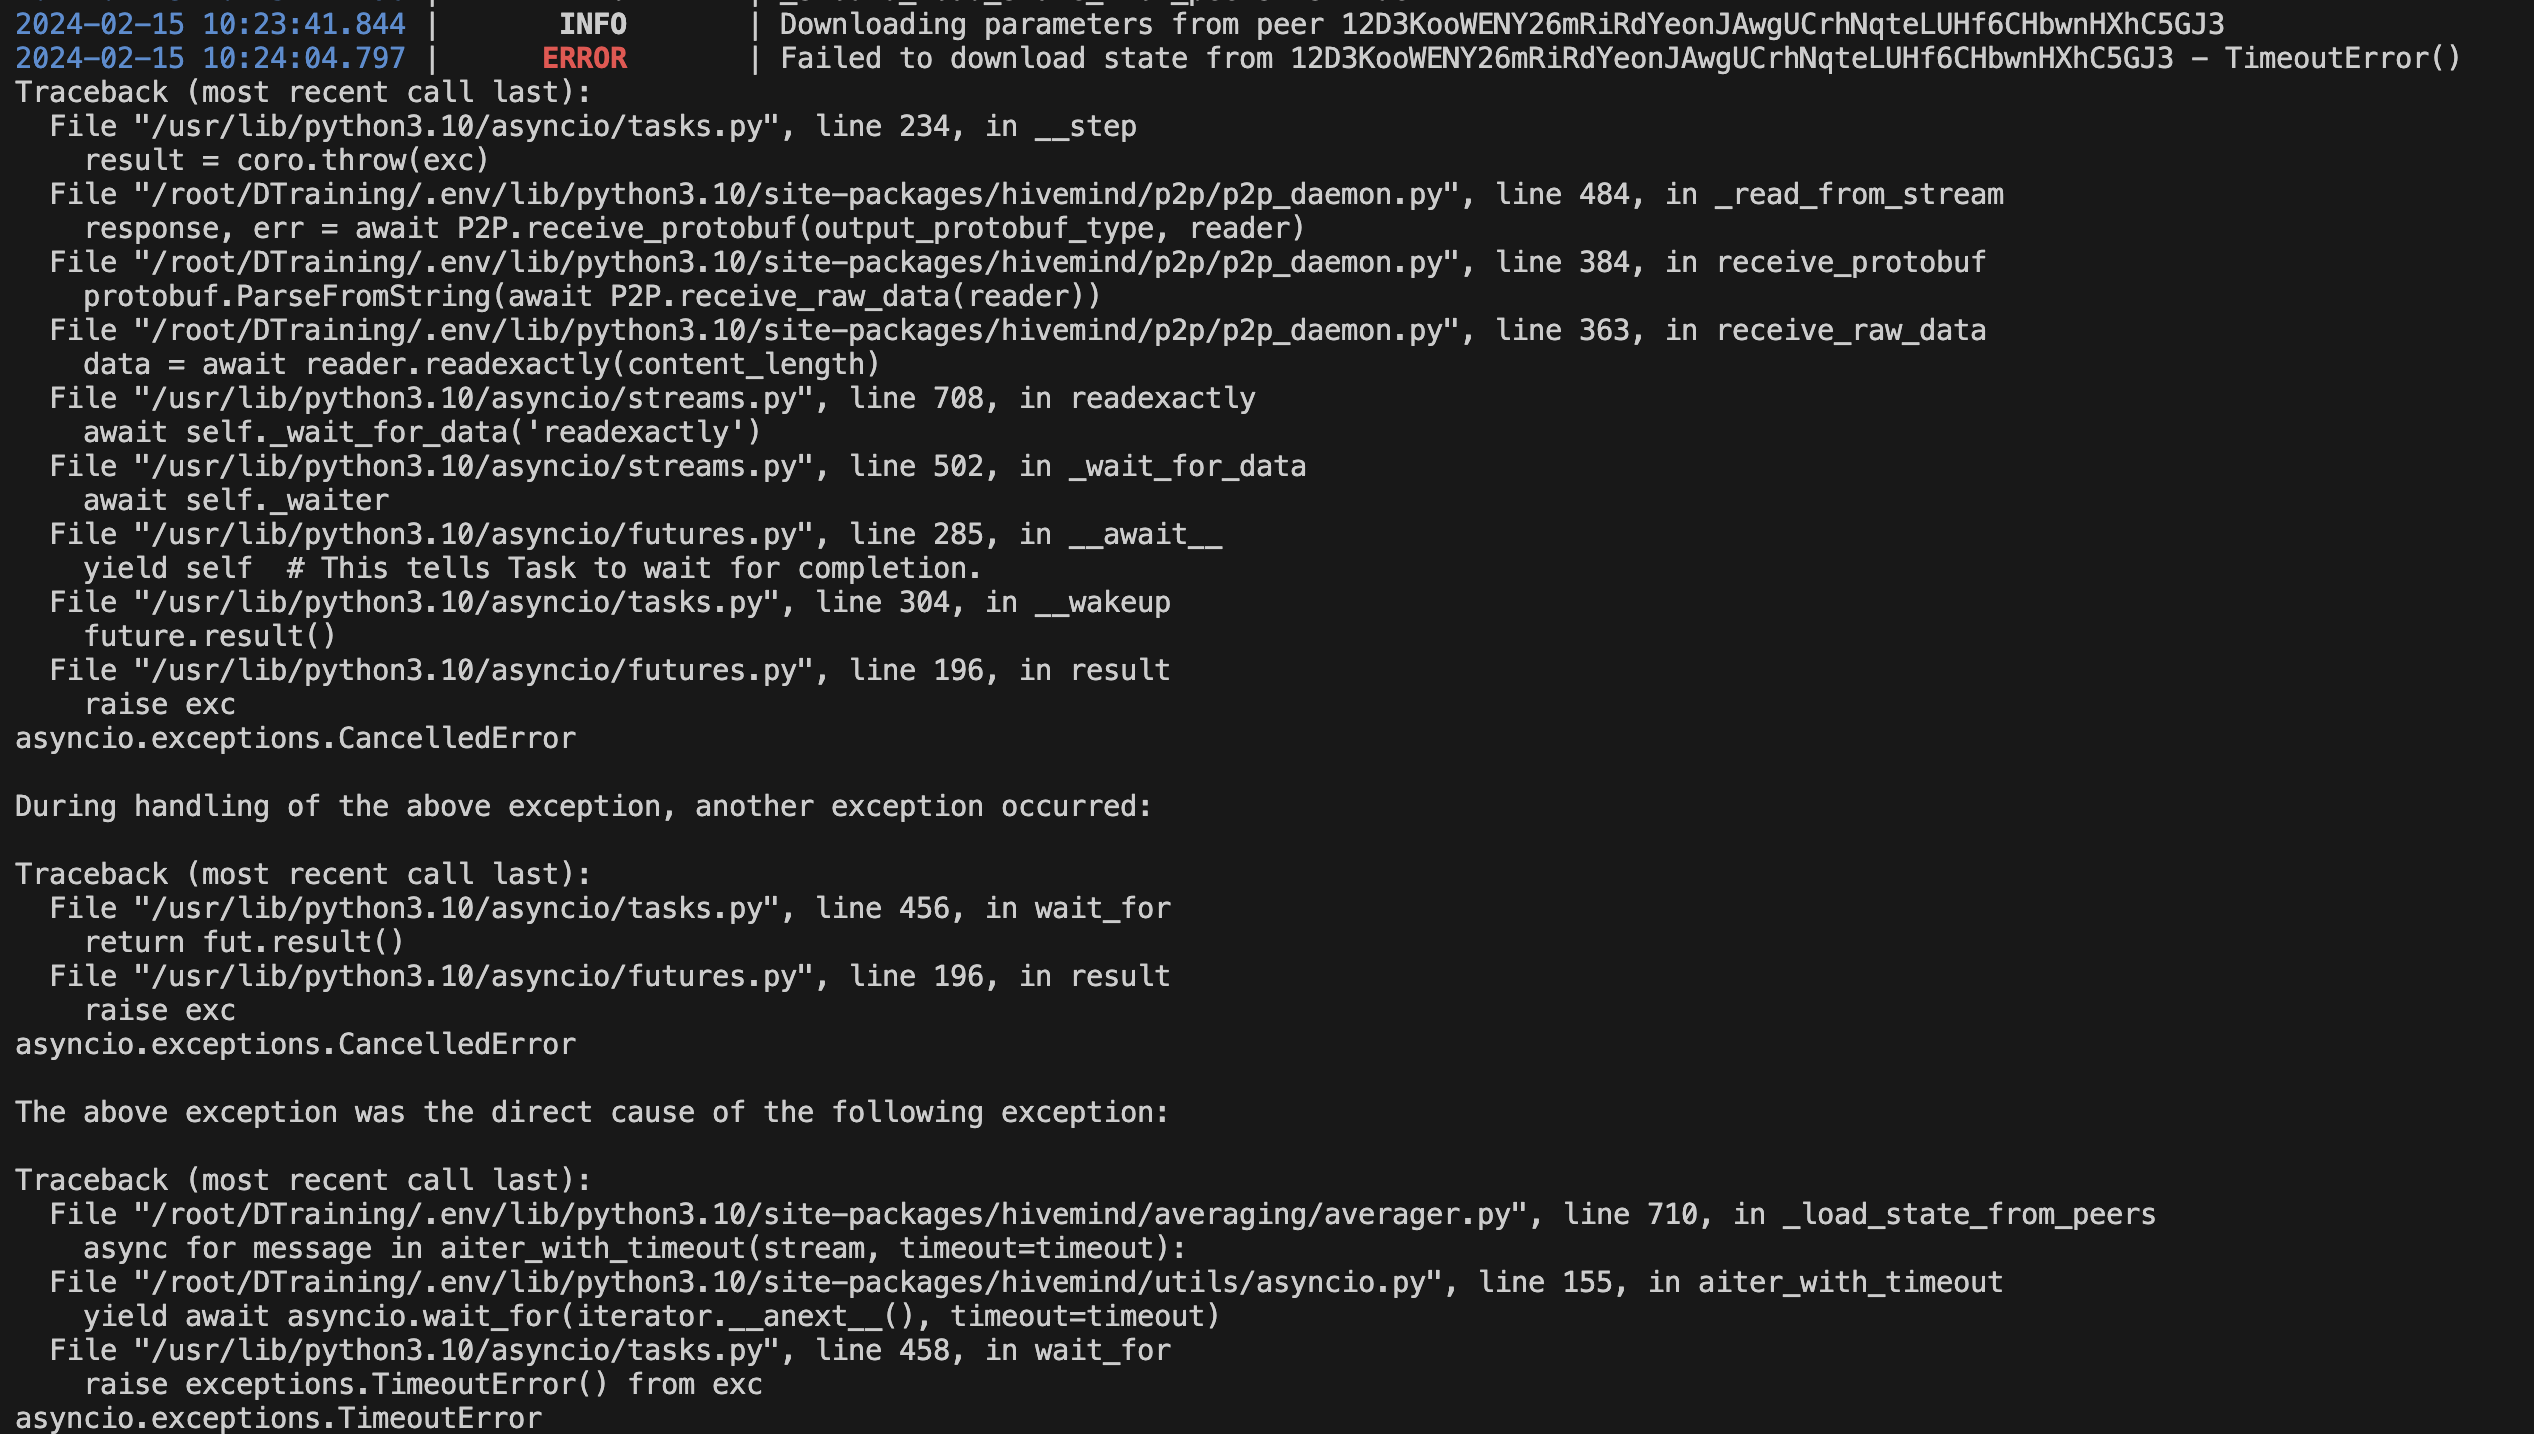 2024-02-15 10:23:41.844 |       INFO       | Downloading parameters from peer 12D3KooWENY26mRiRdYeonJAwgUCrhNqteLUHf6CHbwnHXhC5GJ3
2024-02-15 10:24:04.797 |      ERROR       | Failed to download state from 12D3KooWENY26mRiRdYeonJAwgUCrhNqteLUHf6CHbwnHXhC5GJ3 - TimeoutError()
Traceback (most recent call last):
  File "/usr/lib/python3.10/asyncio/tasks.py", line 234, in __step
    result = coro.throw(exc)
  File "/root/DTraining/.env/lib/python3.10/site-packages/hivemind/p2p/p2p_daemon.py", line 484, in _read_from_stream
    response, err = await P2P.receive_protobuf(output_protobuf_type, reader)
  File "/root/DTraining/.env/lib/python3.10/site-packages/hivemind/p2p/p2p_daemon.py", line 384, in receive_protobuf
    protobuf.ParseFromString(await P2P.receive_raw_data(reader))
  File "/root/DTraining/.env/lib/python3.10/site-packages/hivemind/p2p/p2p_daemon.py", line 363, in receive_raw_data
    data = await reader.readexactly(content_length)
  File "/usr/lib/python3.10/asyncio/streams.py", line 708, in readexactly
    await self._wait_for_data('readexactly')
  File "/usr/lib/python3.10/asyncio/streams.py", line 502, in _wait_for_data
    await self._waiter
  File "/usr/lib/python3.10/asyncio/futures.py", line 285, in __await__
    yield self  # This tells Task to wait for completion.
  File "/usr/lib/python3.10/asyncio/tasks.py", line 304, in __wakeup
    future.result()
  File "/usr/lib/python3.10/asyncio/futures.py", line 196, in result
    raise exc
asyncio.exceptions.CancelledError

During handling of the above exception, another exception occurred:

Traceback (most recent call last):
  File "/usr/lib/python3.10/asyncio/tasks.py", line 456, in wait_for
    return fut.result()
  File "/usr/lib/python3.10/asyncio/futures.py", line 196, in result
    raise exc
asyncio.exceptions.CancelledError

The above exception was the direct cause of the following exception:

Traceback (most recent call last):
  File "/root/DTraining/.env/lib/python3.10/site-packages/hivemind/averaging/averager.py", line 710, in _load_state_from_peers
    async for message in aiter_with_timeout(stream, timeout=timeout):
  File "/root/DTraining/.env/lib/python3.10/site-packages/hivemind/utils/asyncio.py", line 155, in aiter_with_timeout
    yield await asyncio.wait_for(iterator.__anext__(), timeout=timeout)
  File "/usr/lib/python3.10/asyncio/tasks.py", line 458, in wait_for
    raise exceptions.TimeoutError() from exc
asyncio.exceptions.TimeoutError